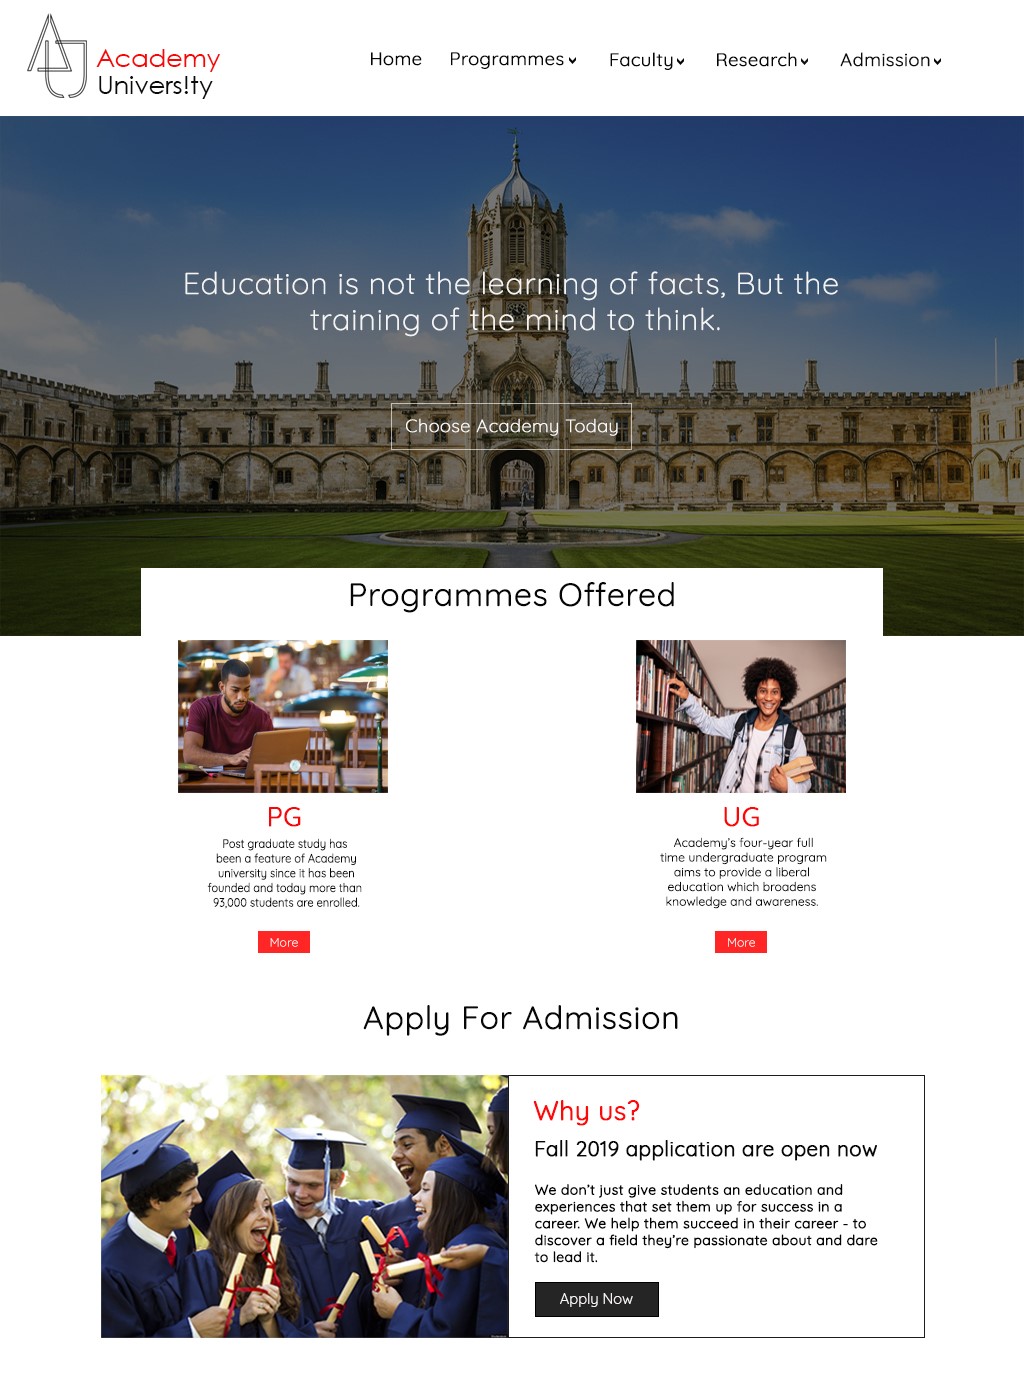 Academy
Univers!ty
Home Programmes Faculty Research Admission
Education is not the learning of facts, But the
training of the mind to think.
Choose Academy Today
Programmes Offered
PG
Post graduate study has
been a feature of Academy
university since it has been
founded and today more than
93,000 students are enrolled.
More
UG
Academy's four-year full
time undergraduate program
aims to provide a liberal
education which broadens
knowledge and awareness.
More
Apply For Admission
Why us?
Fall 2019 application are open now
We don't just give students an education and
experiences that set them up for success in a
career. We help them succeed in their career - to
discover a field they're passionate about and dare
to lead it.
Apply Now